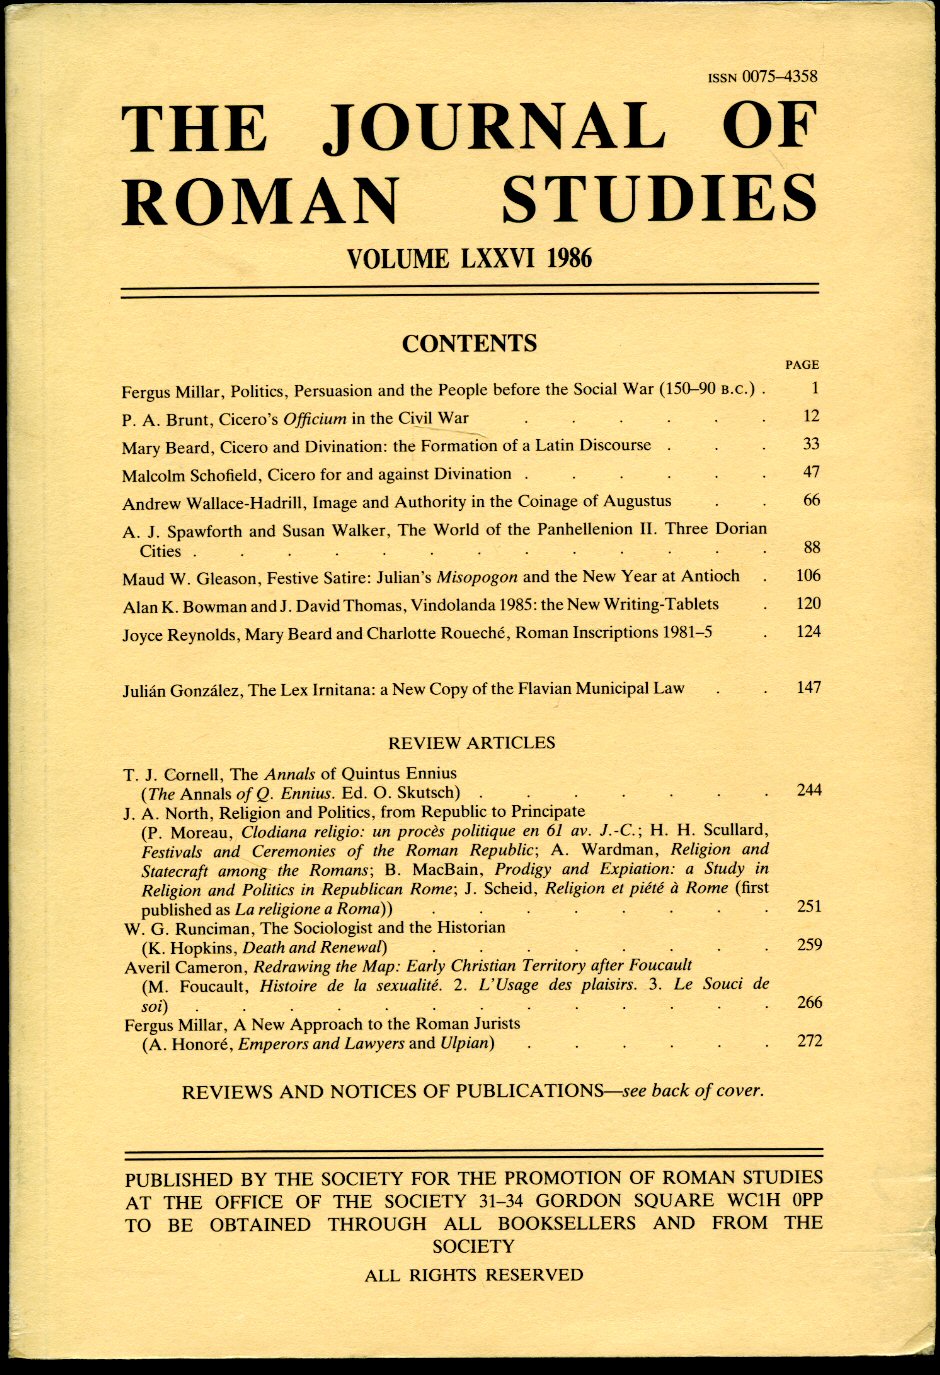 ISSN 0075–4358
THE JOURNAL OF
ROMAN STUDIES
VOLUME LXXVI 1986
CONTENTS
PAGE
Fergus Millar, Politics, Persuasion and the People before the Social War (150–90 B.C.) . 1
P. A. Brunt, Cicero's Officium in the Civil War . . . . . . 12
Mary Beard, Cicero and Divination: the Formation of a Latin Discourse . . . 33
Malcolm Schofield, Cicero for and against Divination . . . . . . 47
Andrew Wallace-Hadrill, Image and Authority in the Coinage of Augustus . . 66
A. J. Spawforth and Susan Walker, The World of the Panhellenion II. Three Dorian
Cities . . . . . . . . . . . . . 88
Maud W. Gleason, Festive Satire: Julian's Misopogon and the New Year at Antioch . 106
Alan K. Bowman and J. David Thomas, Vindolanda 1985: the New Writing-Tablets . 120
Joyce Reynolds, Mary Beard and Charlotte Roueché, Roman Inscriptions 1981–5 . 124
Julián González, The Lex Irnitana: a New Copy of the Flavian Municipal Law . . 147
REVIEW ARTICLES
T. J. Cornell, The Annals of Quintus Ennius
(The Annals of Q. Ennius. Ed. O. Skutsch) . . . . . . . 244
J. A. North, Religion and Politics, from Republic to Principate
(P. Moreau, Clodiana religio: un procès politique en 61 av. J.-C.; H. H. Scullard,
Festivals and Ceremonies of the Roman Republic; A. Wardman, Religion and
Statecraft among the Romans; B. MacBain, Prodigy and Expiation: a Study in
Religion and Politics in Republican Rome; J. Scheid, Religion et piété à Rome (first
published as La religione a Roma)) . . . . . . . . 251
W. G. Runciman, The Sociologist and the Historian
(K. Hopkins, Death and Renewal) . . . . . . . . 259
Averil Cameron, Redrawing the Map: Early Christian Territory after Foucault
(M. Foucault, Histoire de la sexualité. 2. L'Usage des plaisirs. 3. Le Souci de
soi) . . . . . . . . . . . . . 266
Fergus Millar, A New Approach to the Roman Jurists
(A. Honoré, Emperors and Lawyers and Ulpian) . . . . . . 272
REVIEWS AND NOTICES OF PUBLICATIONS—see back of cover.
PUBLISHED BY THE SOCIETY FOR THE PROMOTION OF ROMAN STUDIES
AT THE OFFICE OF THE SOCIETY 31–34 GORDON SQUARE WC1H 0PP
TO BE OBTAINED THROUGH ALL BOOKSELLERS AND FROM THE
SOCIETY
ALL RIGHTS RESERVED